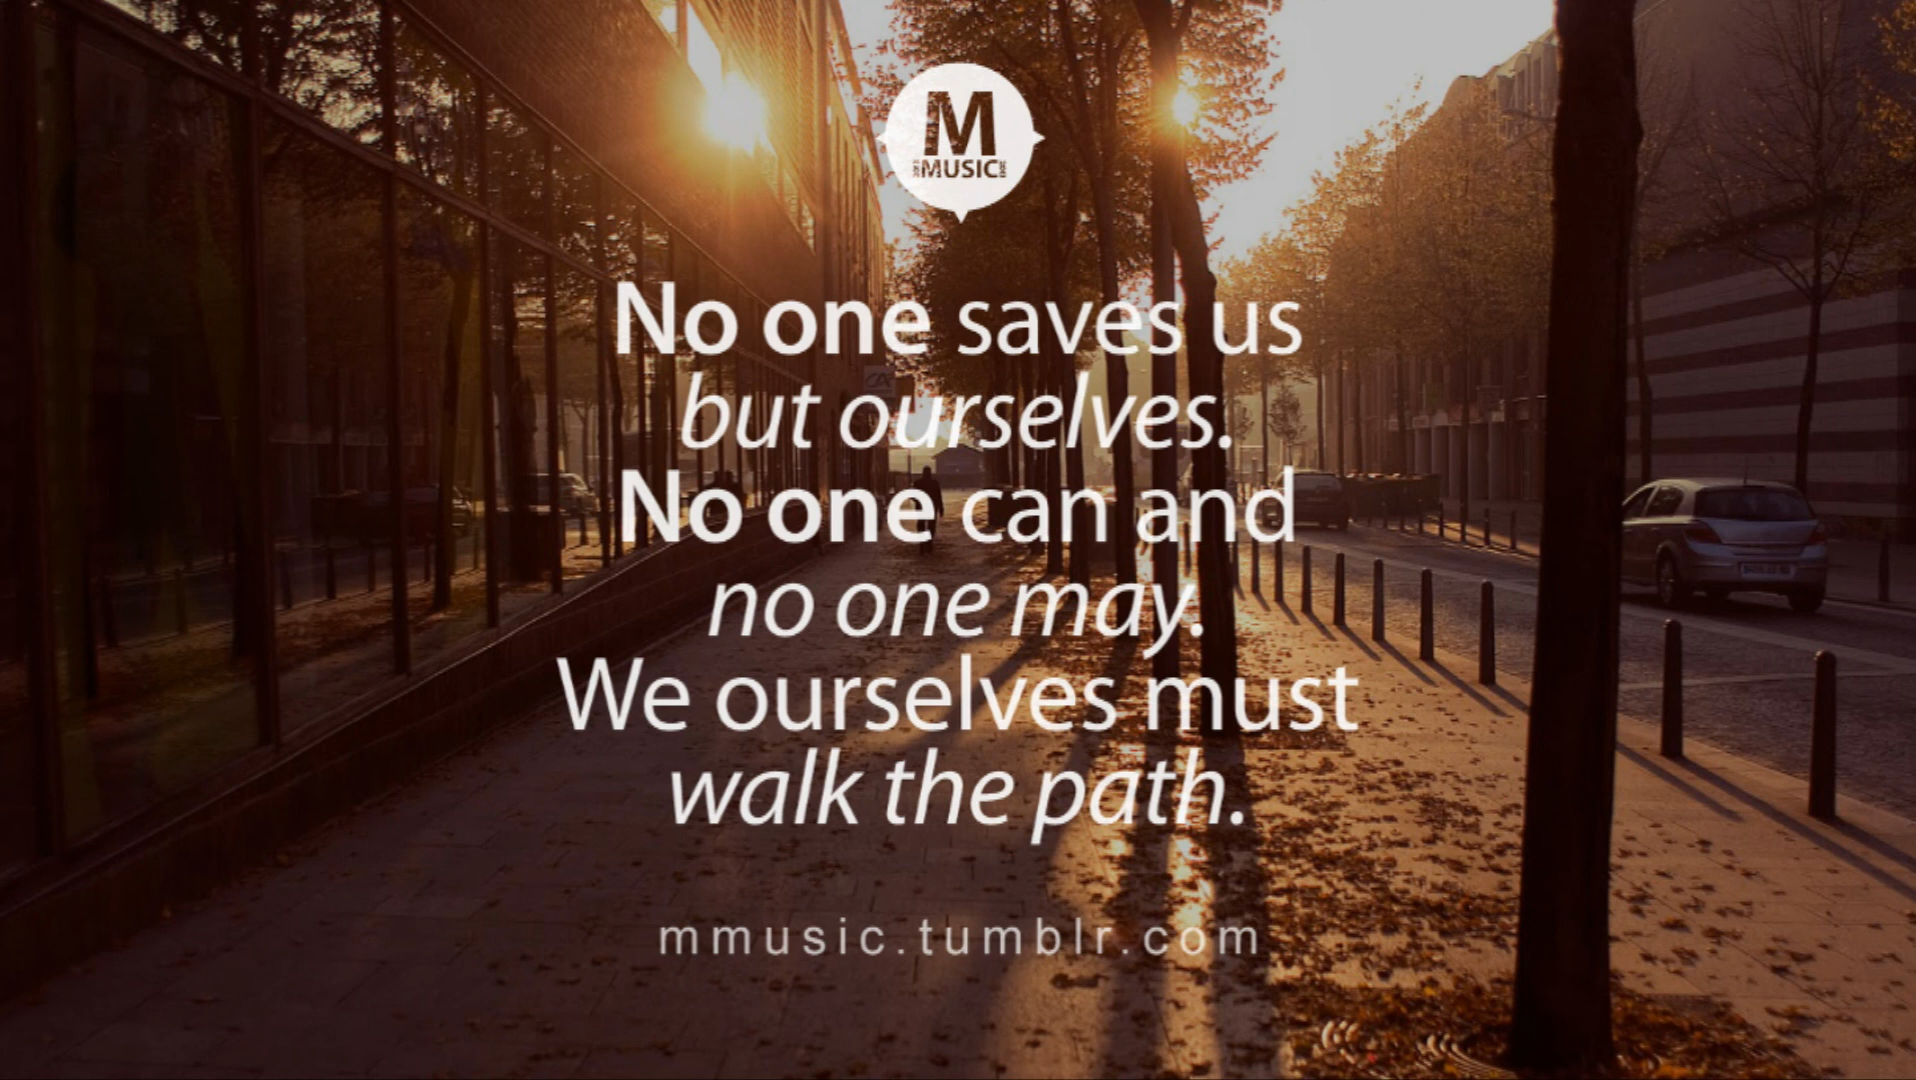 M
MUSIC
No one saves us
but ourselves.
No one can and
no one may.
We ourselves must
walk the path.
mmusic.tumblr.com